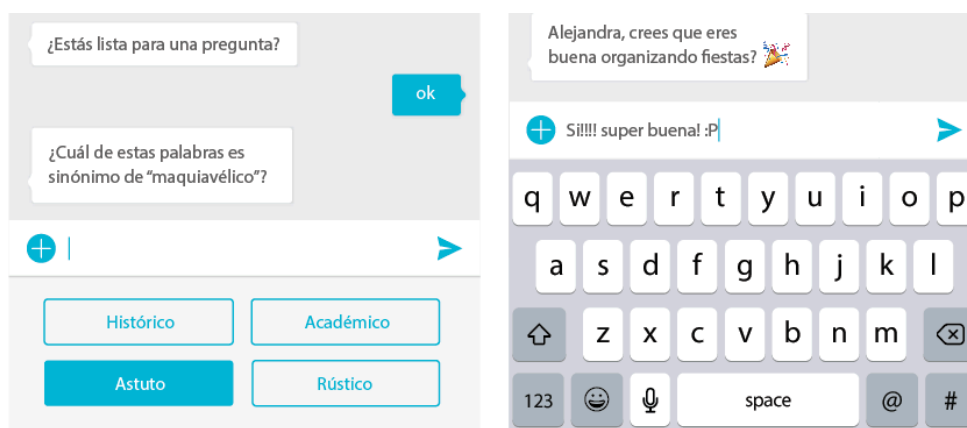 ¿Estás lista para una pregunta?
ok
¿Cuál de estas palabras es
sinónimo de “maquiavélico”?
Histórico
Académico
Astuto
Rústico
Alejandra, crees que eres
buena organizando fiestas? 🎉
Si!!!! super buena! :P
q w e r t y u i o p
a s d f g h j k l
z x c v b n m
123 space @ #